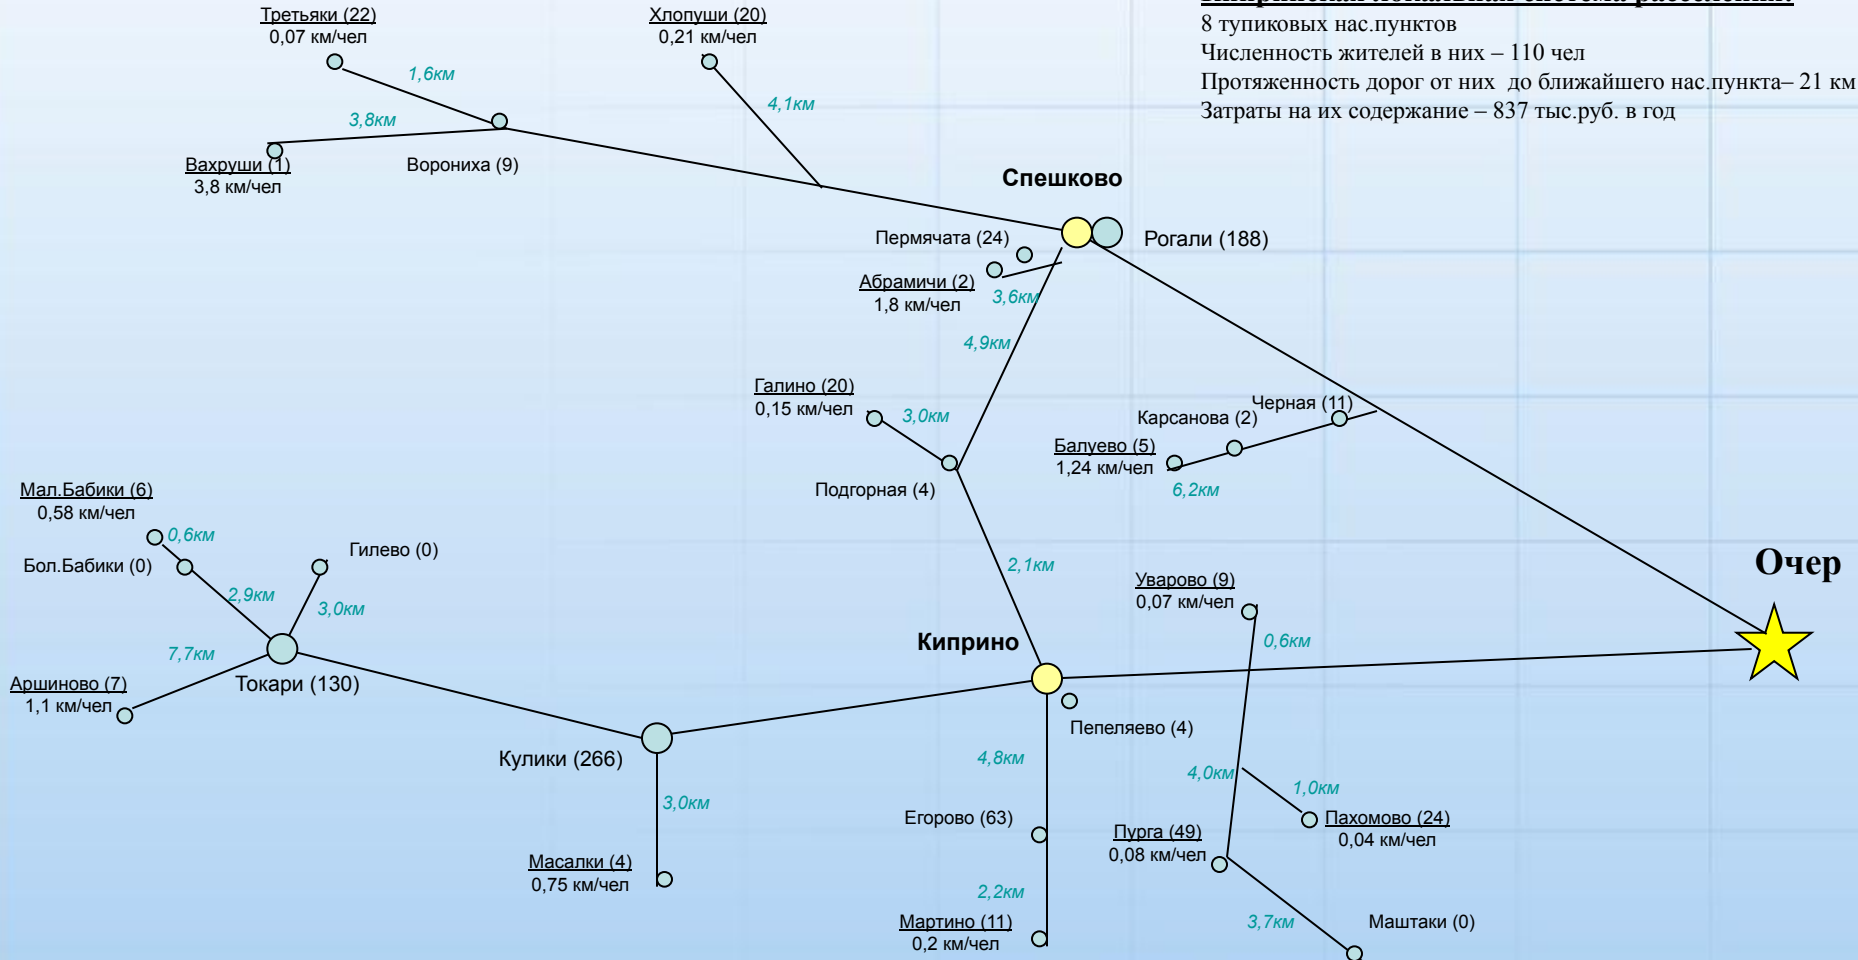 8 тупиковых нас.пунктов
Численность жителей в них – 110 чел
Протяженность дорог от них до ближайшего нас.пункта– 21 км
Затраты на их содержание – 837 тыс.руб. в год
Третьяки (22)
0,07 км/чел
Хлопуши (20)
0,21 км/чел
1,6км
4,1км
3,8км
Вахруши (1)
3,8 км/чел
Ворониха (9)
Спешково
Пермячата (24)
Рогали (188)
Абрамичи (2)
1,8 км/чел
3,6км
4,9км
Галино (20)
0,15 км/чел
3,0км
Черная (11)
Карсанова (2)
Балуево (5)
1,24 км/чел
6,2км
Подгорная (4)
Мал.Бабики (6)
0,58 км/чел
0,6км
Гилево (0)
Бол.Бабики (0)
2,9км
3,0км
2,1км
Очер
Уварово (9)
0,07 км/чел
0,6км
Киприно
7,7км
Аршиново (7)
1,1 км/чел
Токари (130)
Пепеляево (4)
Кулики (266)
4,8км
4,0км
1,0км
3,0км
Егорово (63)
Пурга (49)
0,08 км/чел
Пахомово (24)
0,04 км/чел
Масалки (4)
0,75 км/чел
2,2км
Мартино (11)
0,2 км/чел
3,7км
Маштаки (0)